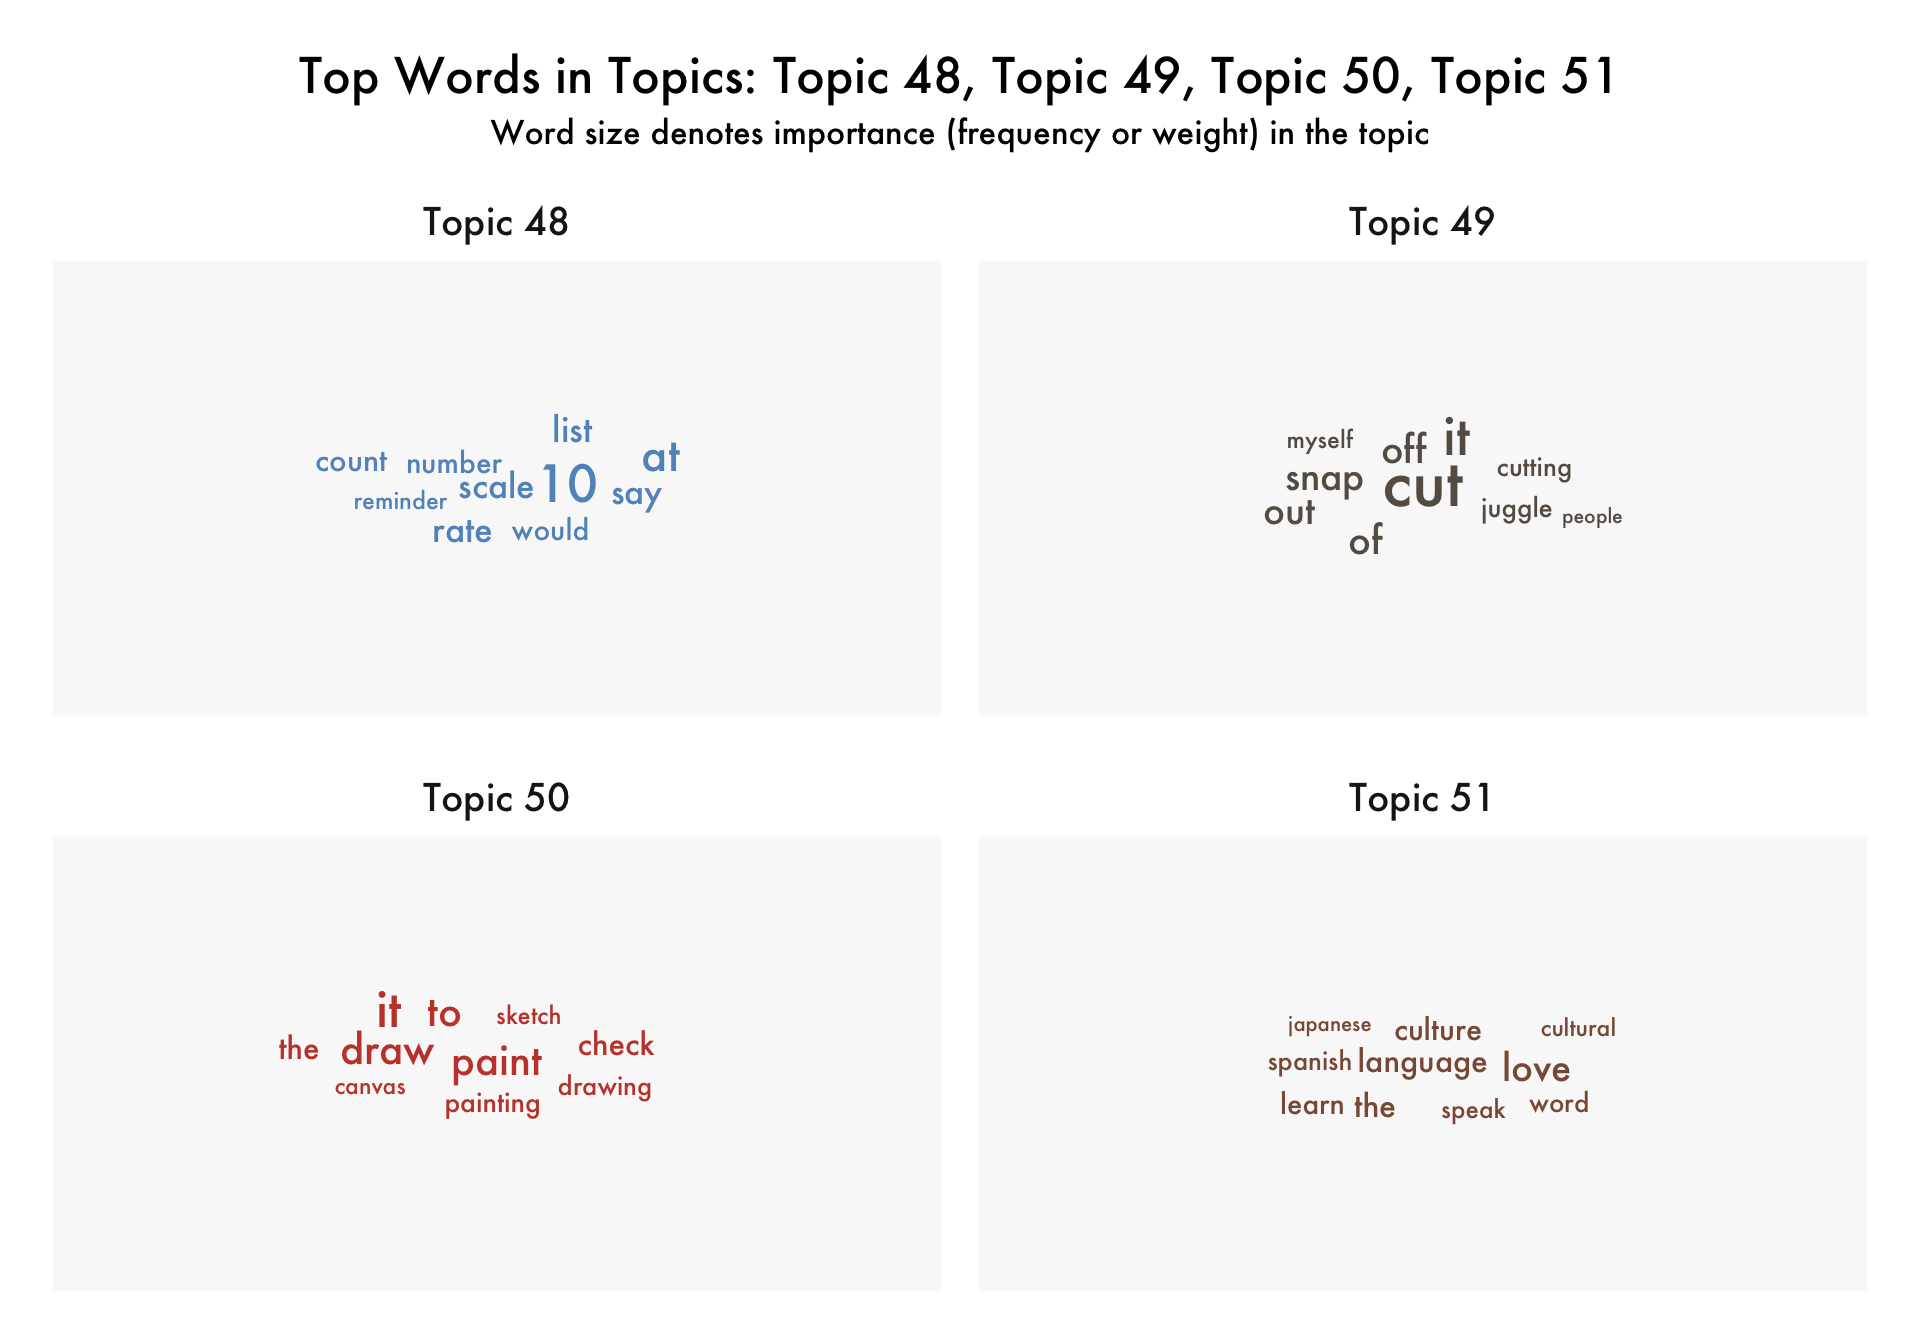 Top Words in Topics: Topic 48, Topic 49, Topic 50, Topic 51
Word size denotes importance (frequency or weight) in the topic
Topic 48
list
count number at
scale 10 say
reminder
rate would
Topic 49
myself off it
snap cut cutting
out juggle people
of
Topic 50
it to sketch
the draw paint check
canvas painting drawing
Topic 51
japanese culture cultural
spanish language love
learn the speak word